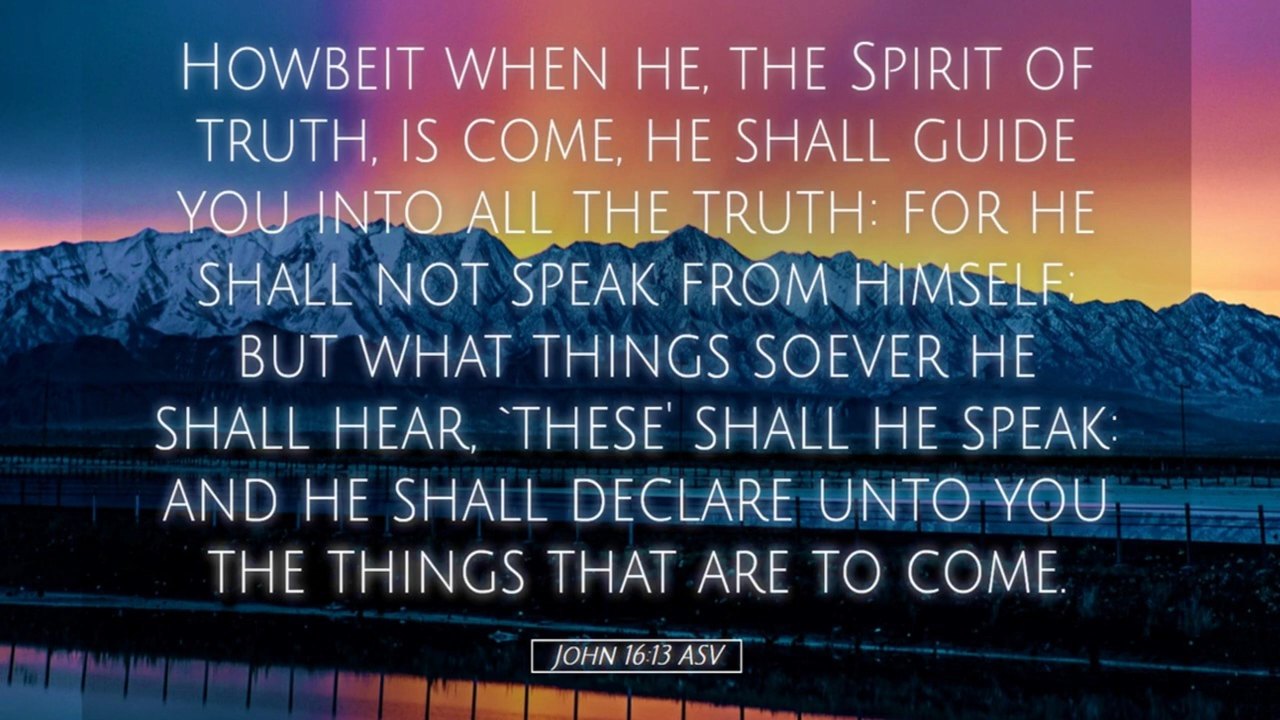 Howbeit when he, the Spirit of
truth, is come, he shall guide
you into all the truth: for he
shall not speak from himself;
but what things soever he
shall hear, `these' shall he speak:
and he shall declare unto you
the things that are to come.
JOHN 16:13 ASV